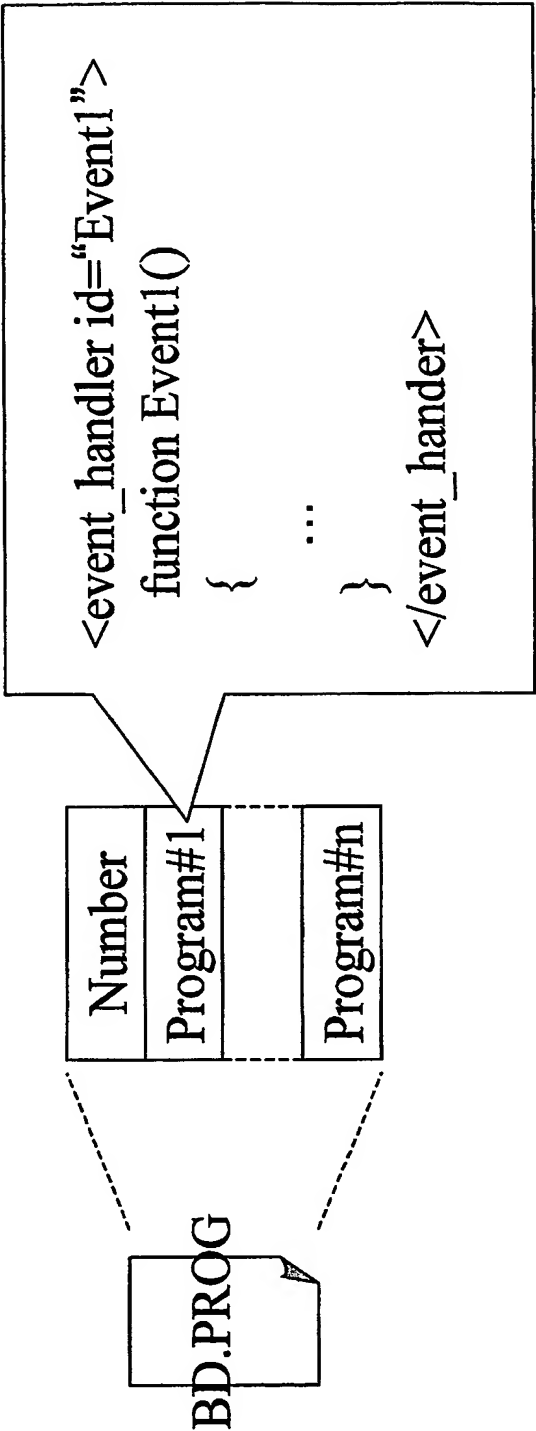 BD.PROG
Number
Program#1
Program#n
<event_handler id=“Event1”>
function Event1()
{
...
}
</event_hander>